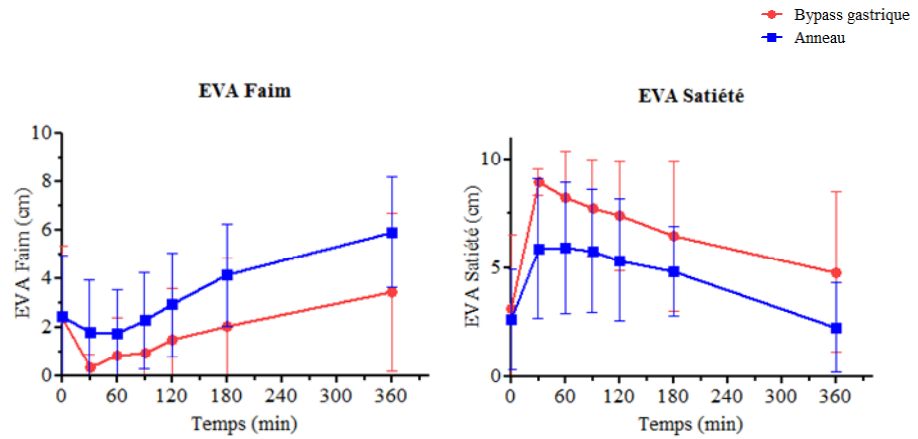 Bypass gastrique
Anneau
EVA Faim
EVA Faim (cm)
10
8
6
4
2
0
0 60 120 180 240 300 360
Temps (min)
EVA Satiété
EVA Satiété (cm)
10
5
0
0 60 120 180 240 300 360
Temps (min)